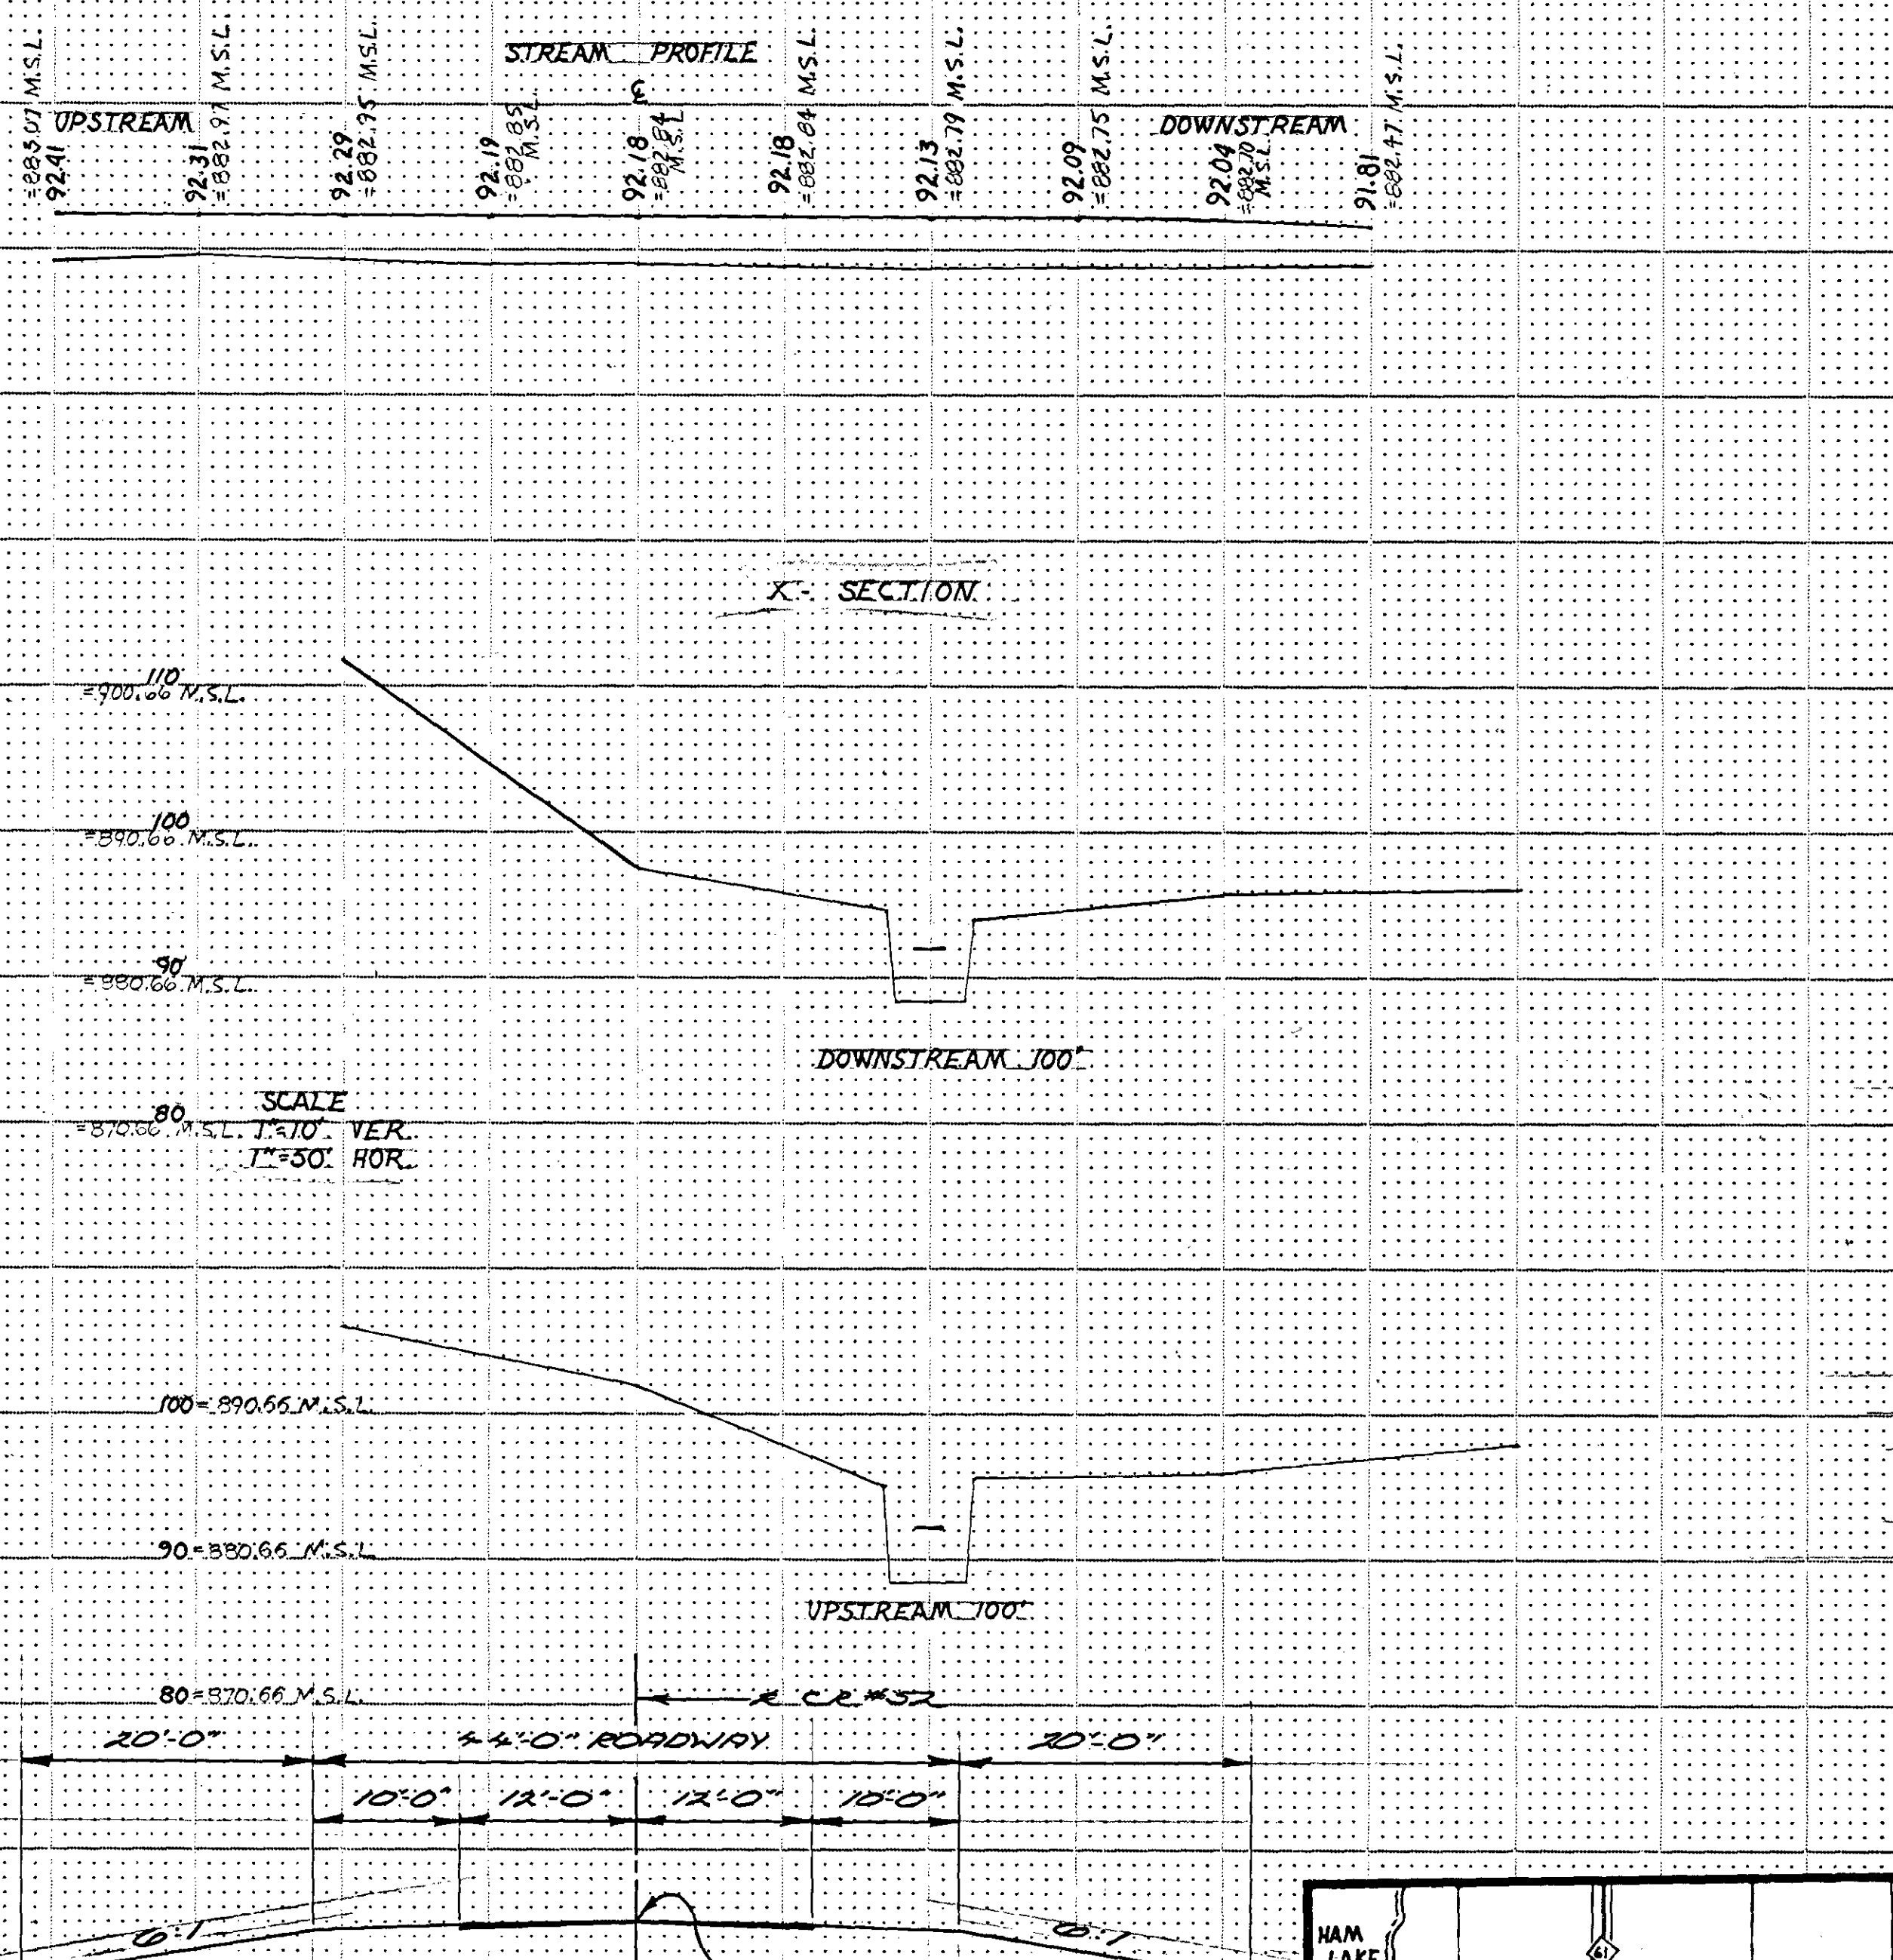 STREAM PROFILE
℄
UPSTREAM
DOWNSTREAM
92.41
=883.07 M.S.L.
92.31
=882.97 M.S.L.
92.29
=882.95 M.S.L.
92.19
=882.85 M.S.L.
92.18
=882.84 M.S.L.
92.18
=882.84 M.S.L.
92.13
=882.79 M.S.L.
92.09
=882.75 M.S.L.
92.04
=882.70 M.S.L.
91.81
=882.47 M.S.L.
X- SECTION
110
=900.66 M.S.L.
100
=890.66 M.S.L.
90
=880.66 M.S.L.
DOWNSTREAM 100'
80
=870.66 M.S.L.
SCALE
1"=10' VER.
1"=50' HOR.
100=890.66 M.S.L.
90=880.66 M.S.L.
UPSTREAM 100'
80=870.66 M.S.L.
C.R. #52
20'-0"
44'-0" ROADWAY
20'-0"
10'-0"
12'-0"
12'-0"
10'-0"
6:1
6:1
HAM
LAKE
61